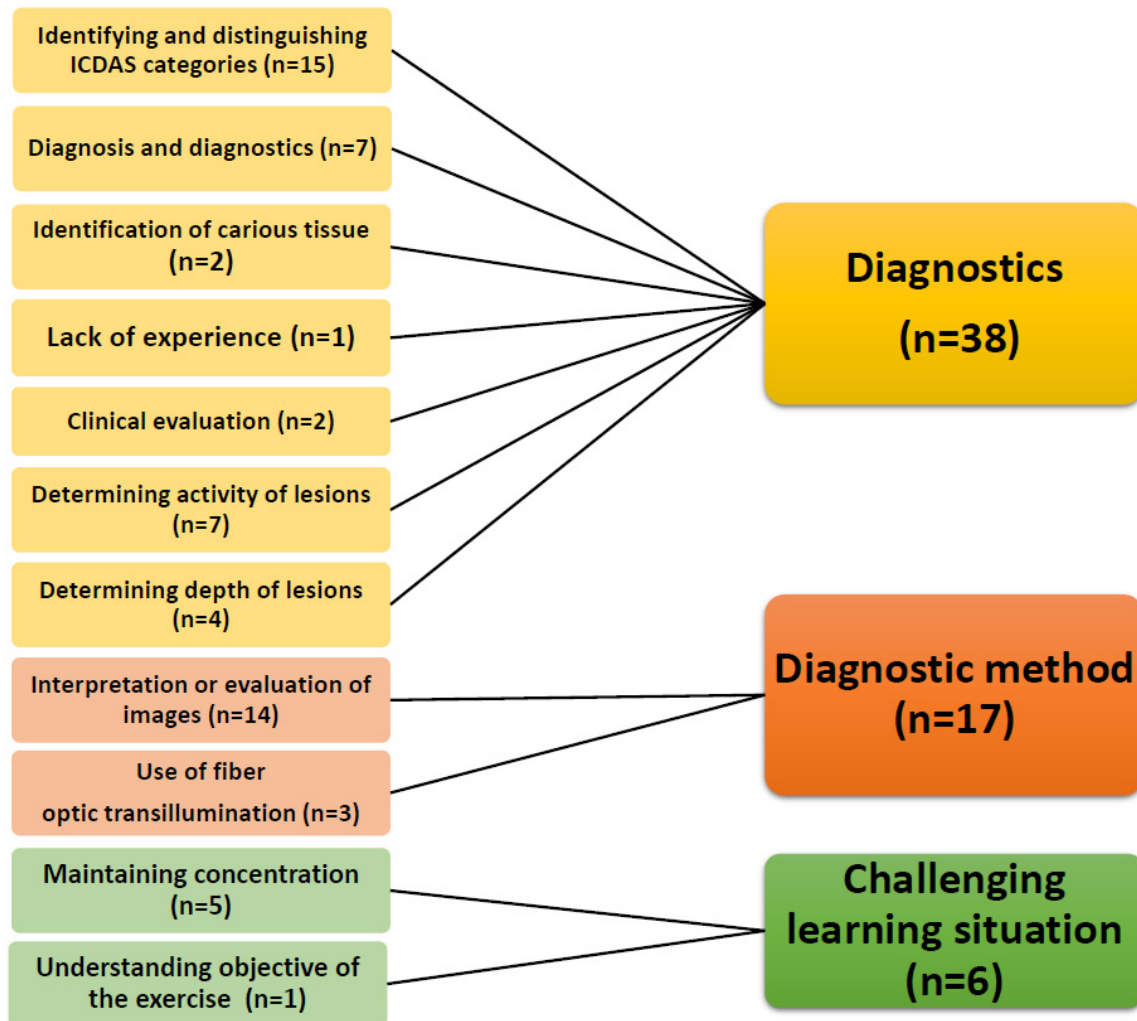 Identifying and distinguishing
ICDAS categories (n=15)
Diagnosis and diagnostics (n=7)
Identification of carious tissue
(n=2)
Lack of experience (n=1)
Clinical evaluation (n=2)
Determining activity of lesions
(n=7)
Determining depth of lesions
(n=4)
Interpretation or evaluation of
images (n=14)
Use of fiber
optic transillumination (n=3)
Maintaining concentration
(n=5)
Understanding objective of
the exercise (n=1)
Diagnostics
(n=38)
Diagnostic method
(n=17)
Challenging
learning situation
(n=6)